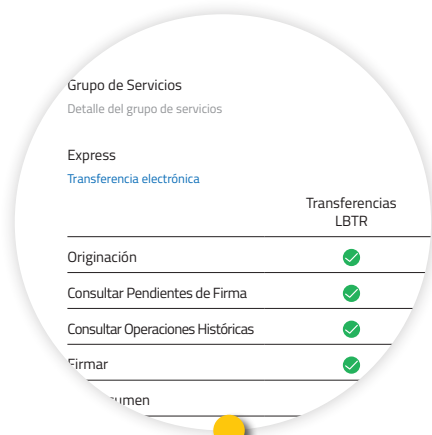 Grupo de Servicios
Detalle del grupo de servicios
Express
Transferencia electrónica
Transferencias
LBTR
Originación
Consultar Pendientes de Firma
Consultar Operaciones Históricas
Firmar